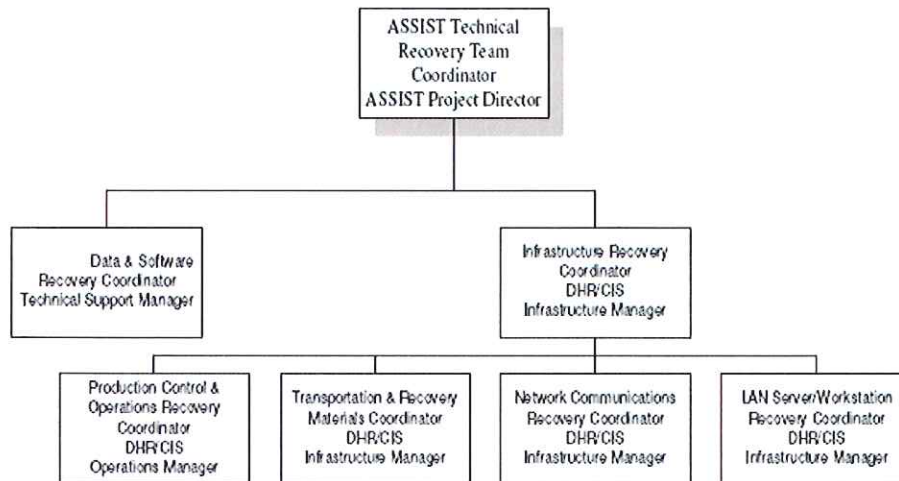 ASSIST Technical
Recovery Team
Coordinator
ASSIST Project Director
Data & Software
Recovery Coordinator
Technical Support Manager
Infrastructure Recovery
Coordinator
DHR/CIS
Infrastructure Manager
Production Control &
Operations Recovery
Coordinator
DHR/CIS
Operations Manager
Transportation & Recovery
Materials Coordinator
DHR/CIS
Infrastructure Manager
Network Communications
Recovery Coordinator
DHR/CIS
Infrastructure Manager
LAN Server/Workstation
Recovery Coordinator
DHR/CIS
Infrastructure Manager